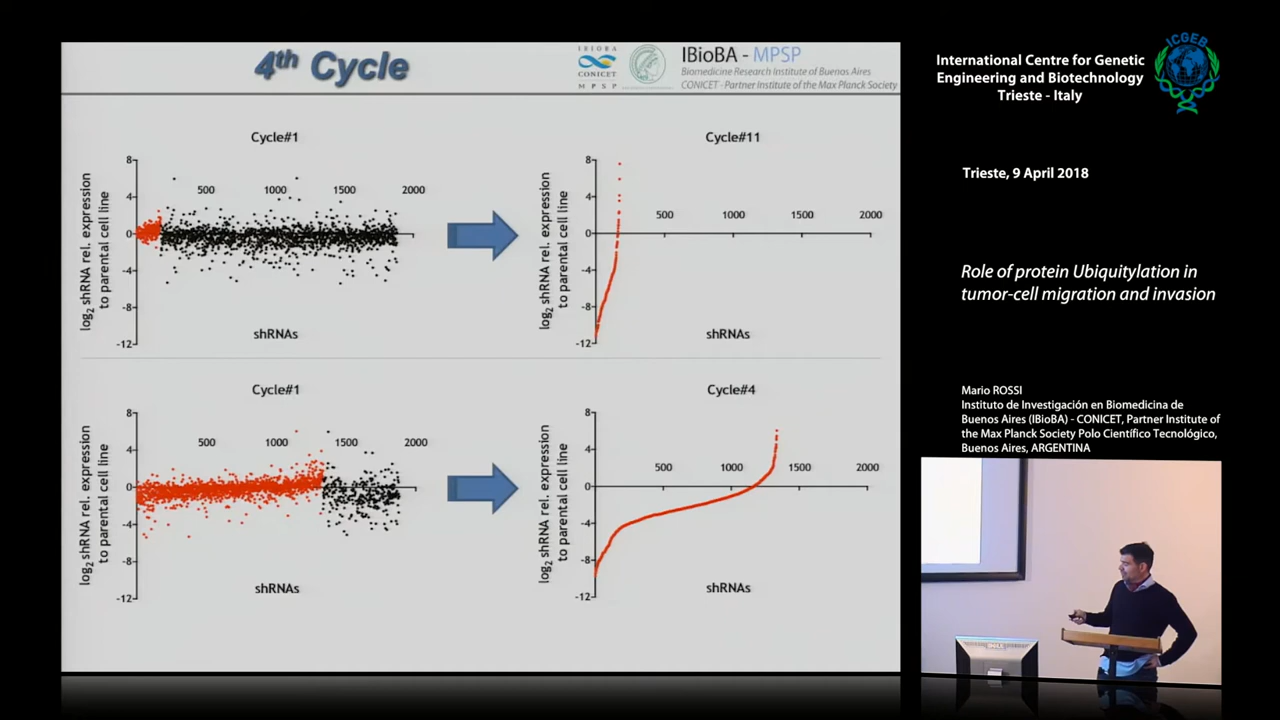 4th Cycle
IBIOBA
CONICET
MPSP
IBioBA - MPSP
Biomedicine Research Institute of Buenos Aires
CONICET - Partner Institute of the Max Planck Society
Cycle#1
8
4
0
-4
-8
-12
500
1000
1500
2000
log2 shRNA rel. expression
to parental cell line
shRNAs
Cycle#11
8
4
0
-4
-8
-12
500
1000
1500
2000
log2 shRNA rel. expression
to parental cell line
shRNAs
Cycle#1
8
4
0
-4
-8
-12
500
1000
1500
2000
log2 shRNA rel. expression
to parental cell line
shRNAs
Cycle#4
8
4
0
-4
-8
-12
500
1000
1500
2000
log2 shRNA rel. expression
to parental cell line
shRNAs
International Centre for Genetic
Engineering and Biotechnology
Trieste - Italy
ICGEB
Trieste, 9 April 2018
Role of protein Ubiquitylation in
tumor-cell migration and invasion
Mario ROSSI
Instituto de Investigación en Biomedicina de
Buenos Aires (IBioBA) - CONICET, Partner Institute of
the Max Planck Society Polo Científico Tecnológico,
Buenos Aires, ARGENTINA